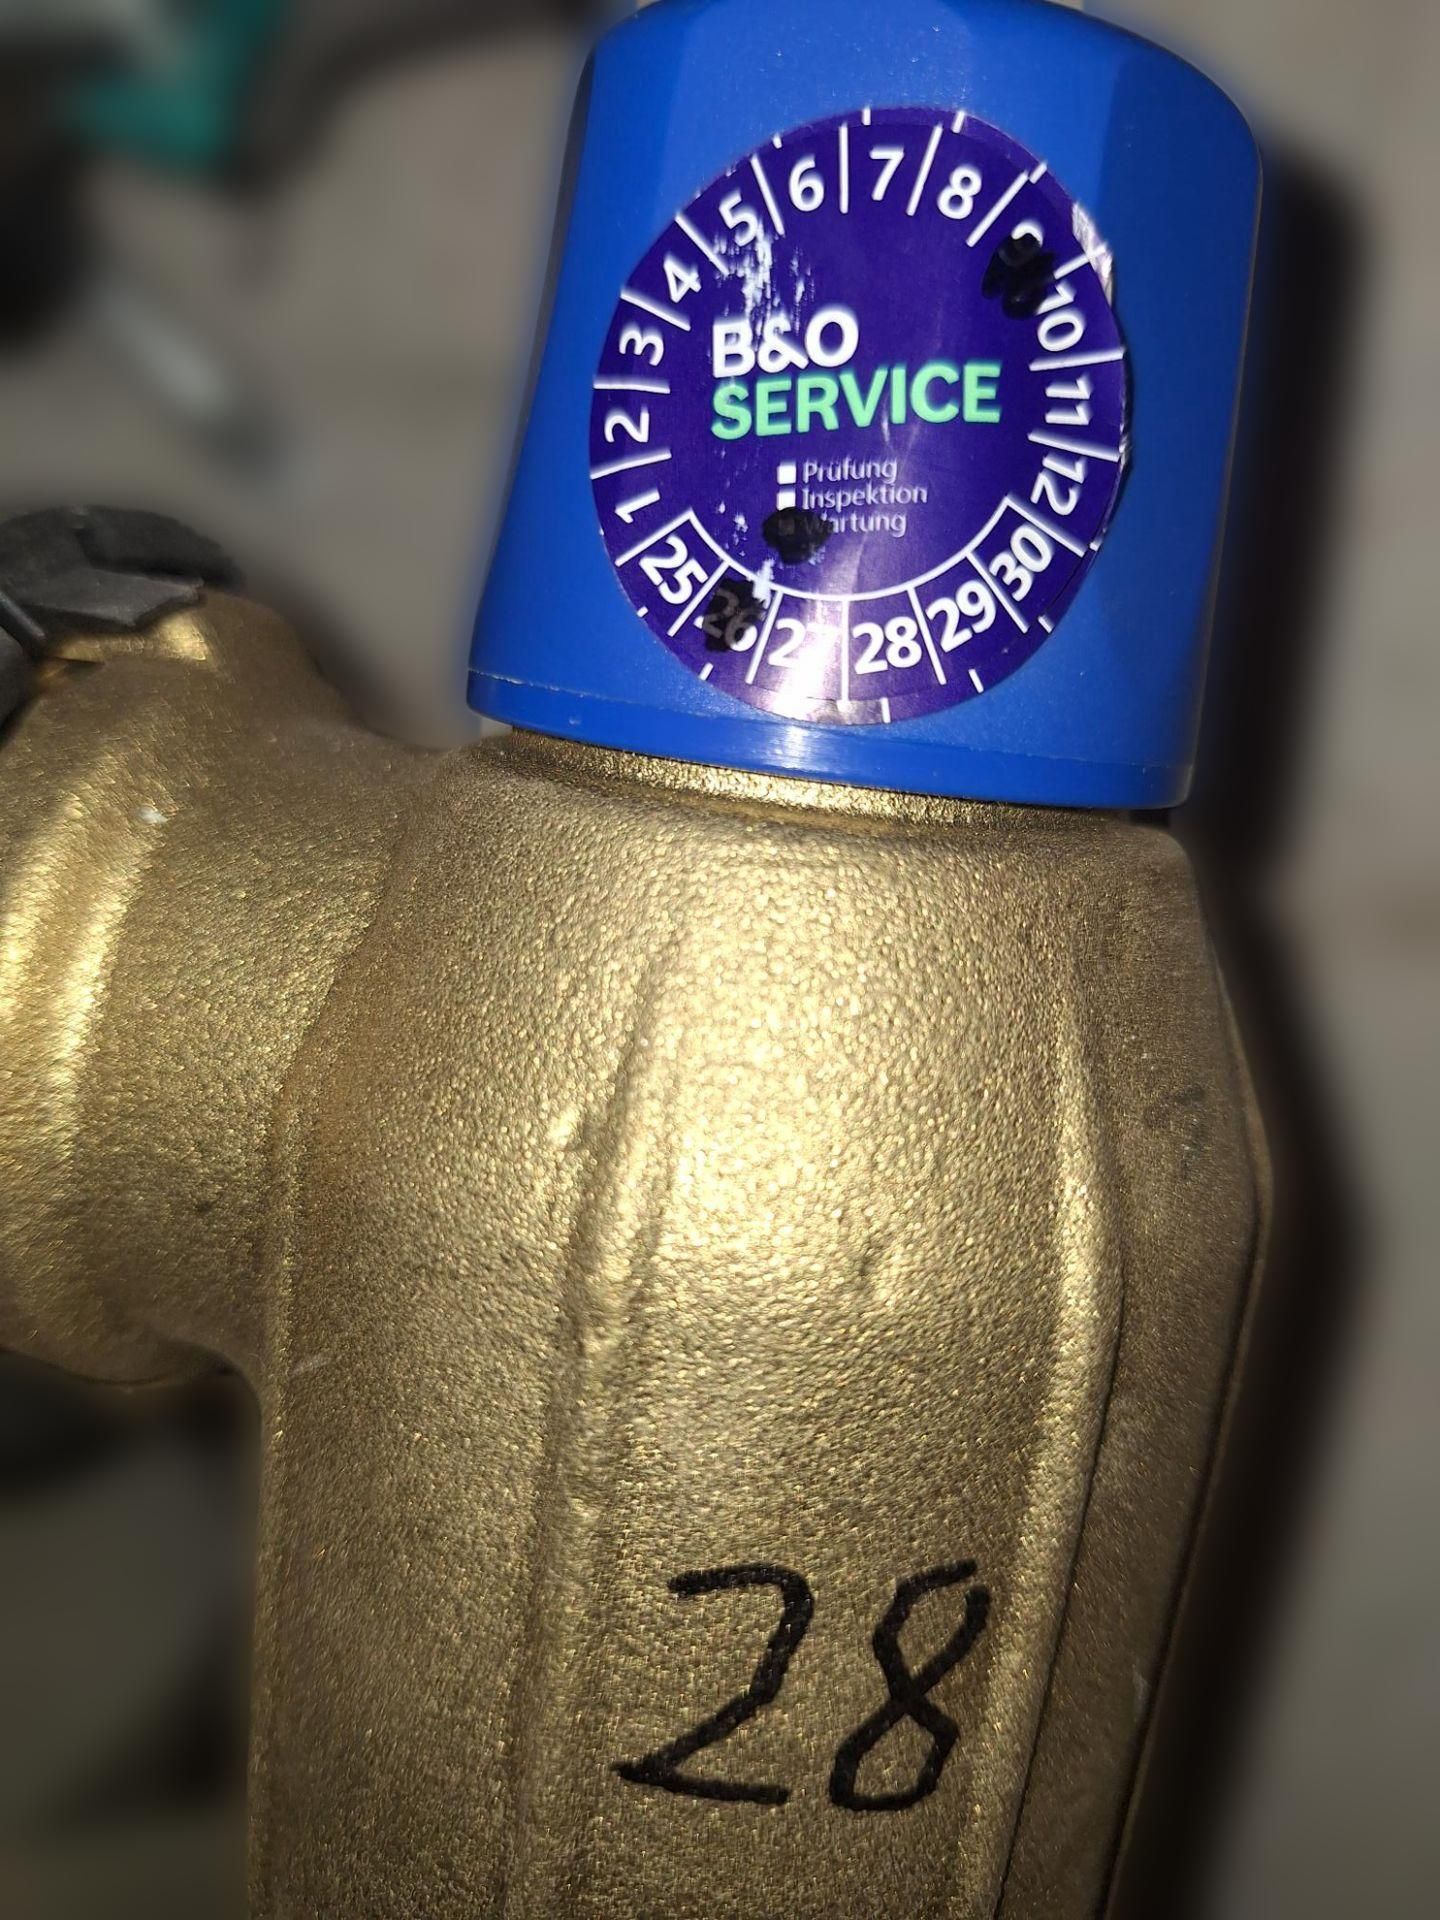 1 2 3 4 5 6 7 8 9 10 11 12
B&O
SERVICE
Prüfung
Inspektion
Wartung
25 26 27 28 29 30
28